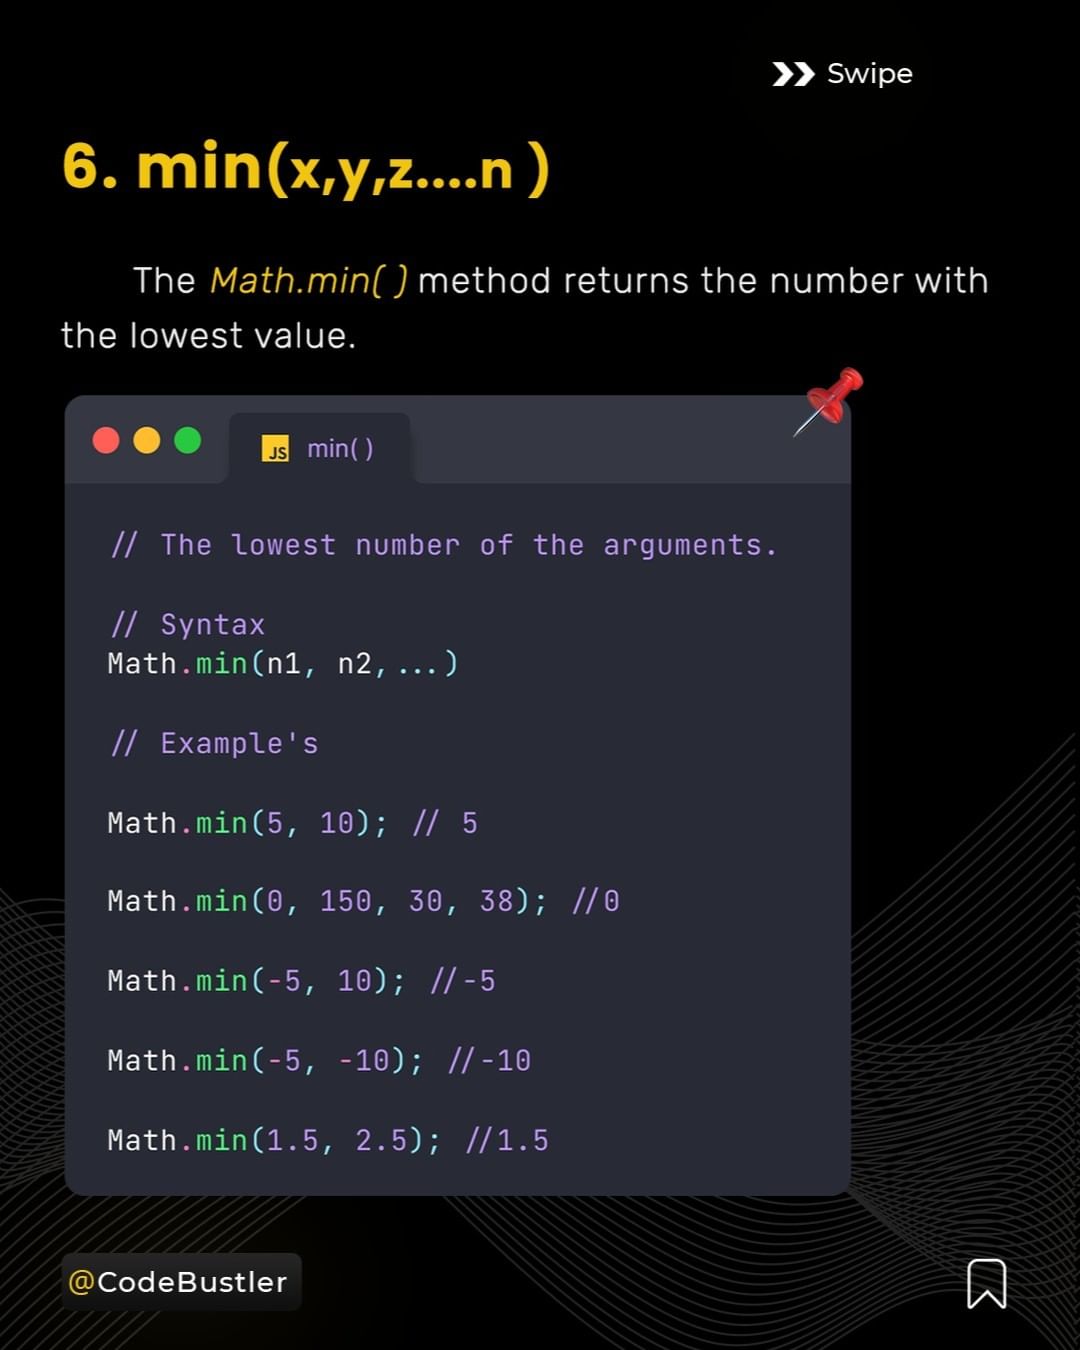 Swipe
6. min(x,y,z....n )
The Math.min( ) method returns the number with
the lowest value.
JS min( )
// The lowest number of the arguments.
// Syntax
Math.min(n1, n2,...)
// Example's
Math.min(5, 10); // 5
Math.min(0, 150, 30, 38); //0
Math.min(-5, 10); //-5
Math.min(-5, -10); //-10
Math.min(1.5, 2.5); //1.5
@CodeBustler